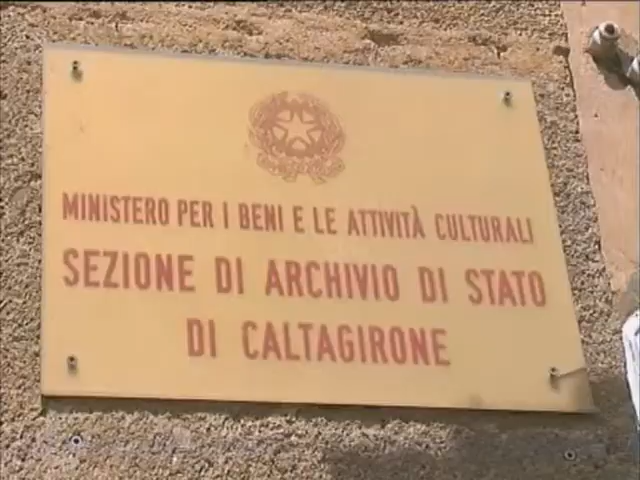 MINISTERO PER I BENI E LE ATTIVITÀ CULTURALI
SEZIONE DI ARCHIVIO DI STATO
DI CALTAGIRONE